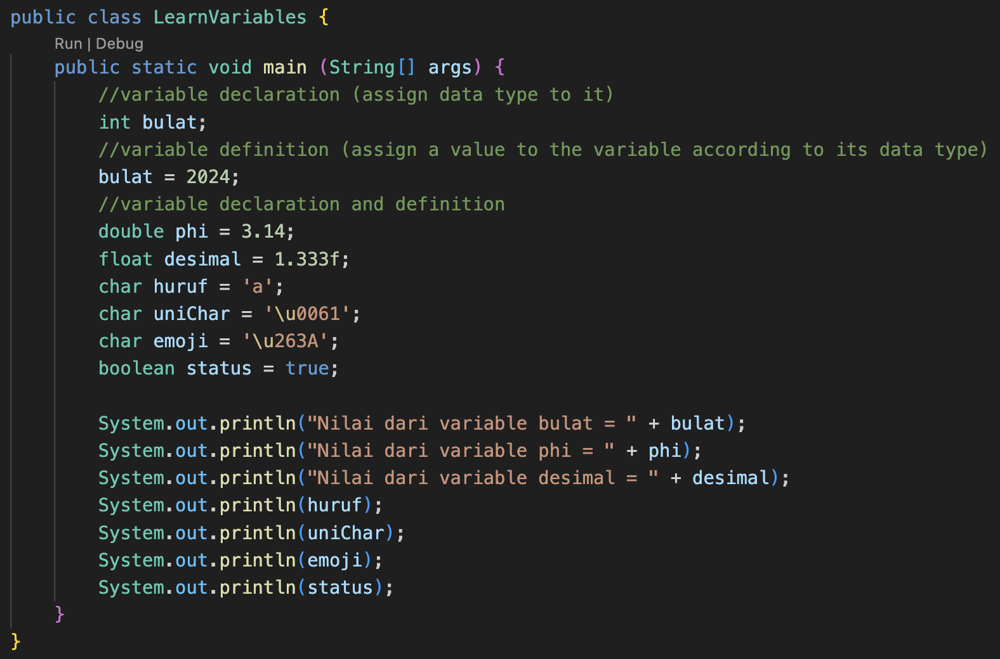 public class LearnVariables {
Run | Debug
public static void main (String[] args) {
//variable declaration (assign data type to it)
int bulat;
//variable definition (assign a value to the variable according to its data type)
bulat = 2024;
//variable declaration and definition
double phi = 3.14;
float desimal = 1.333f;
char huruf = 'a';
char uniChar = '\u0061';
char emoji = '\u263A';
boolean status = true;
System.out.println("Nilai dari variable bulat = " + bulat);
System.out.println("Nilai dari variable phi = " + phi);
System.out.println("Nilai dari variable desimal = " + desimal);
System.out.println(huruf);
System.out.println(uniChar);
System.out.println(emoji);
System.out.println(status);
}
}